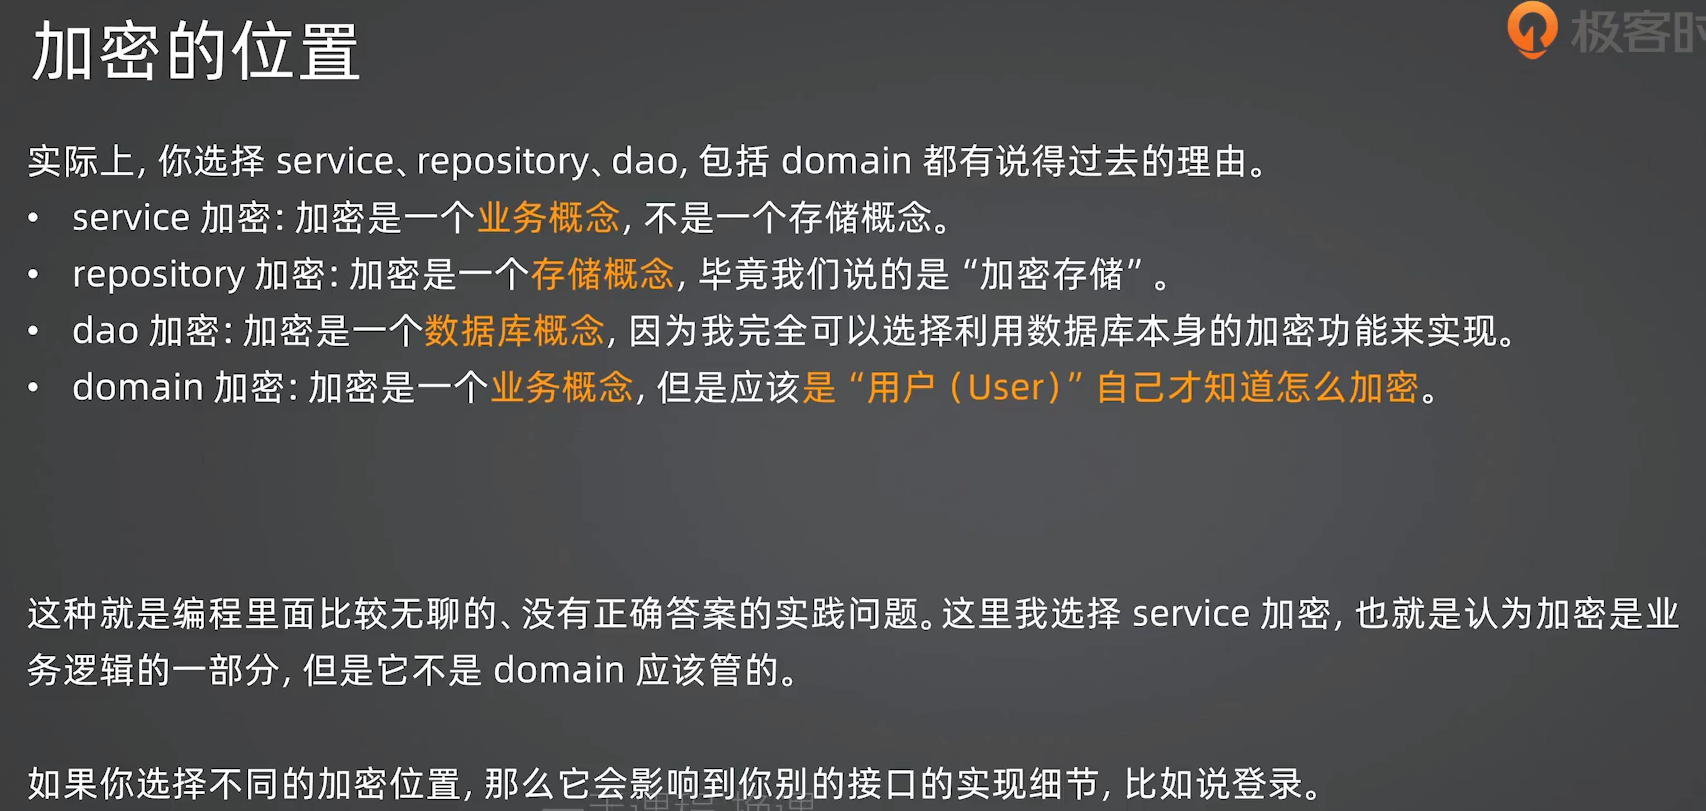 加密的位置
极客时
实际上, 你选择 service、repository、dao, 包括 domain 都有说得过去的理由。
• service 加密: 加密是一个业务概念, 不是一个存储概念。
• repository 加密: 加密是一个存储概念, 毕竟我们说的是 “加密存储” 。
• dao 加密: 加密是一个数据库概念, 因为我完全可以选择利用数据库本身的加密功能来实现。
• domain 加密: 加密是一个业务概念, 但是应该是 “用户 (User)” 自己才知道怎么加密。
这种就是编程里面比较无聊的、没有正确答案的实践问题。这里我选择 service 加密, 也就是认为加密是业
务逻辑的一部分, 但是它不是 domain 应该管的。
如果你选择不同的加密位置, 那么它会影响到你别的接口的实现细节, 比如说登录。